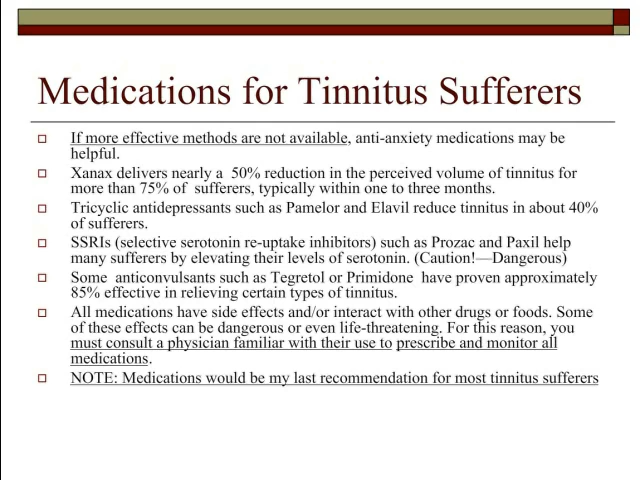 Medications for Tinnitus Sufferers
If more effective methods are not available, anti-anxiety medications may be
helpful.
Xanax delivers nearly a  50% reduction in the perceived volume of tinnitus for
more than 75% of  sufferers, typically within one to three months.
Tricyclic antidepressants such as Pamelor and Elavil reduce tinnitus in about 40%
of sufferers.
SSRIs (selective serotonin re-uptake inhibitors) such as Prozac and Paxil help
many sufferers by elevating their levels of serotonin. (Caution!—Dangerous)
Some  anticonvulsants such as Tegretol or Primidone  have proven approximately
85% effective in relieving certain types of tinnitus.
All medications have side effects and/or interact with other drugs or foods. Some
of these effects can be dangerous or even life-threatening. For this reason, you
must consult a physician familiar with their use to prescribe and monitor all
medications.
NOTE: Medications would be my last recommendation for most tinnitus sufferers